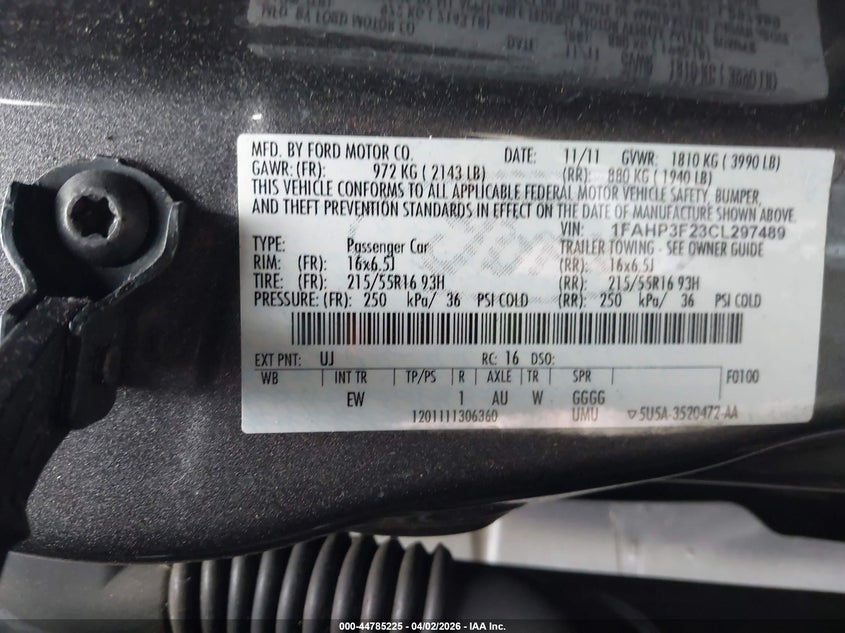 MFD. BY FORD MOTOR CO. DATE: 11/11 GVWR: 1810 KG ( 3990 LB)
GAWR: (FR): 972 KG ( 2143 LB) (RR): 880 KG ( 1940 LB)
THIS VEHICLE CONFORMS TO ALL APPLICABLE FEDERAL MOTOR VEHICLE SAFETY, BUMPER,
AND THEFT PREVENTION STANDARDS IN EFFECT ON THE DATE OF MANUFACTURE SHOWN ABOVE.
VIN: 1FAHP3F23CL297489
TYPE: Passenger Car TRAILER TOWING - SEE OWNER GUIDE
RIM: (FR): 16x6.5J (RR): 16x6.5J
TIRE: (FR): 215/55R16 93H (RR): 215/55R16 93H
PRESSURE: (FR): 250 kPa/ 36 PSI COLD (RR): 250 kPa/ 36 PSI COLD
EXT PNT: UJ RC: 16 DSO:
WB INT TR TP/PS R AXLE TR SPR F0100
EW 1 AU W GGGG
1201111306360 UMU ▽5U5A-3520472-AA
000-44785225 - 04/02/2026 - IAA Inc.